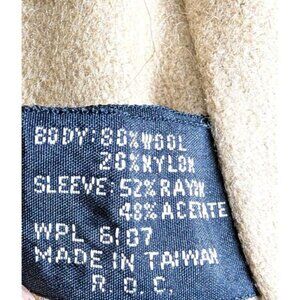 BODY: 80% WOOL
20% NYLON
SLEEVE: 52% RAYON
48% ACETATE
WPL 6107
MADE IN TAIWAN
R.O.C.